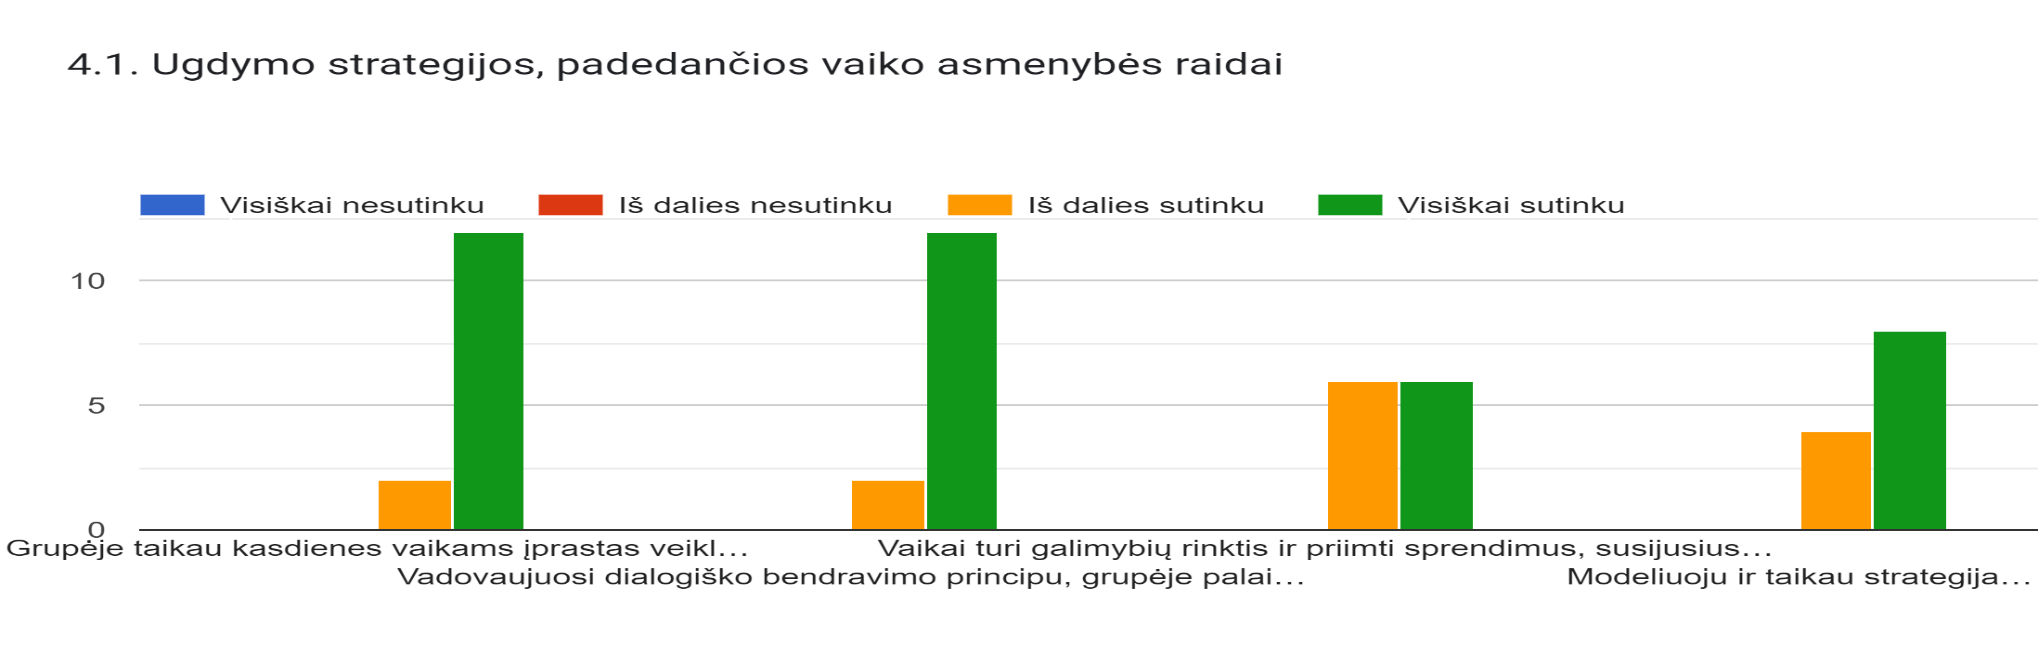 4.1. Ugdymo strategijos, padedančios vaiko asmenybės raidai
Visiškai nesutinku
Iš dalies nesutinku
Iš dalies sutinku
Visiškai sutinku
10
5
0
Grupėje taikau kasdienes vaikams įprastas veikl...
Vadovaujuosi dialogiško bendravimo principu, grupėje palai...
Vaikai turi galimybių rinktis ir priimti sprendimus, susijusius...
Modeliuoju ir taikau strategija...